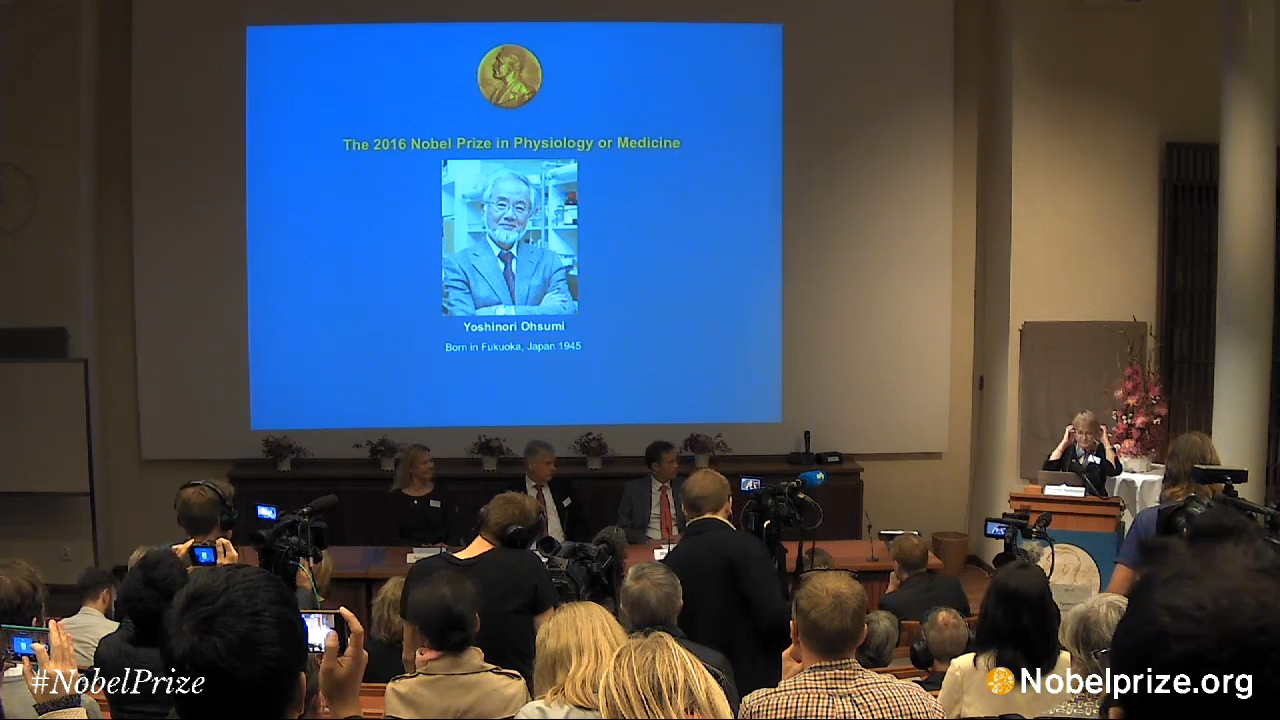 The 2016 Nobel Prize in Physiology or Medicine
Yoshinori Ohsumi
Born in Fukuoka, Japan 1945
#NobelPrize
Nobelprize.org